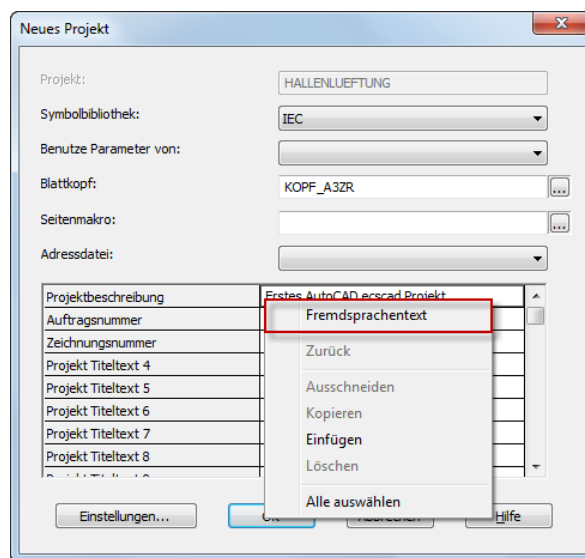 Neues Projekt
Projekt: HALLENLUEFTUNG
Symbolbibliothek: IEC
Benutze Parameter von:
Blattkopf: KOPF_A3ZR ...
Seitenmakro: ...
Adressdatei:
Projektbeschreibung Erstes AutoCAD ecscad Projekt
Auftragsnummer
Fremdsprachentext
Zeichnungsnummer
Projekt Titeltext 4
Zurück
Projekt Titeltext 5
Ausschneiden
Projekt Titeltext 6
Kopieren
Projekt Titeltext 7
Einfügen
Projekt Titeltext 8
Löschen
Alle auswählen
Einstellungen... Hilfe